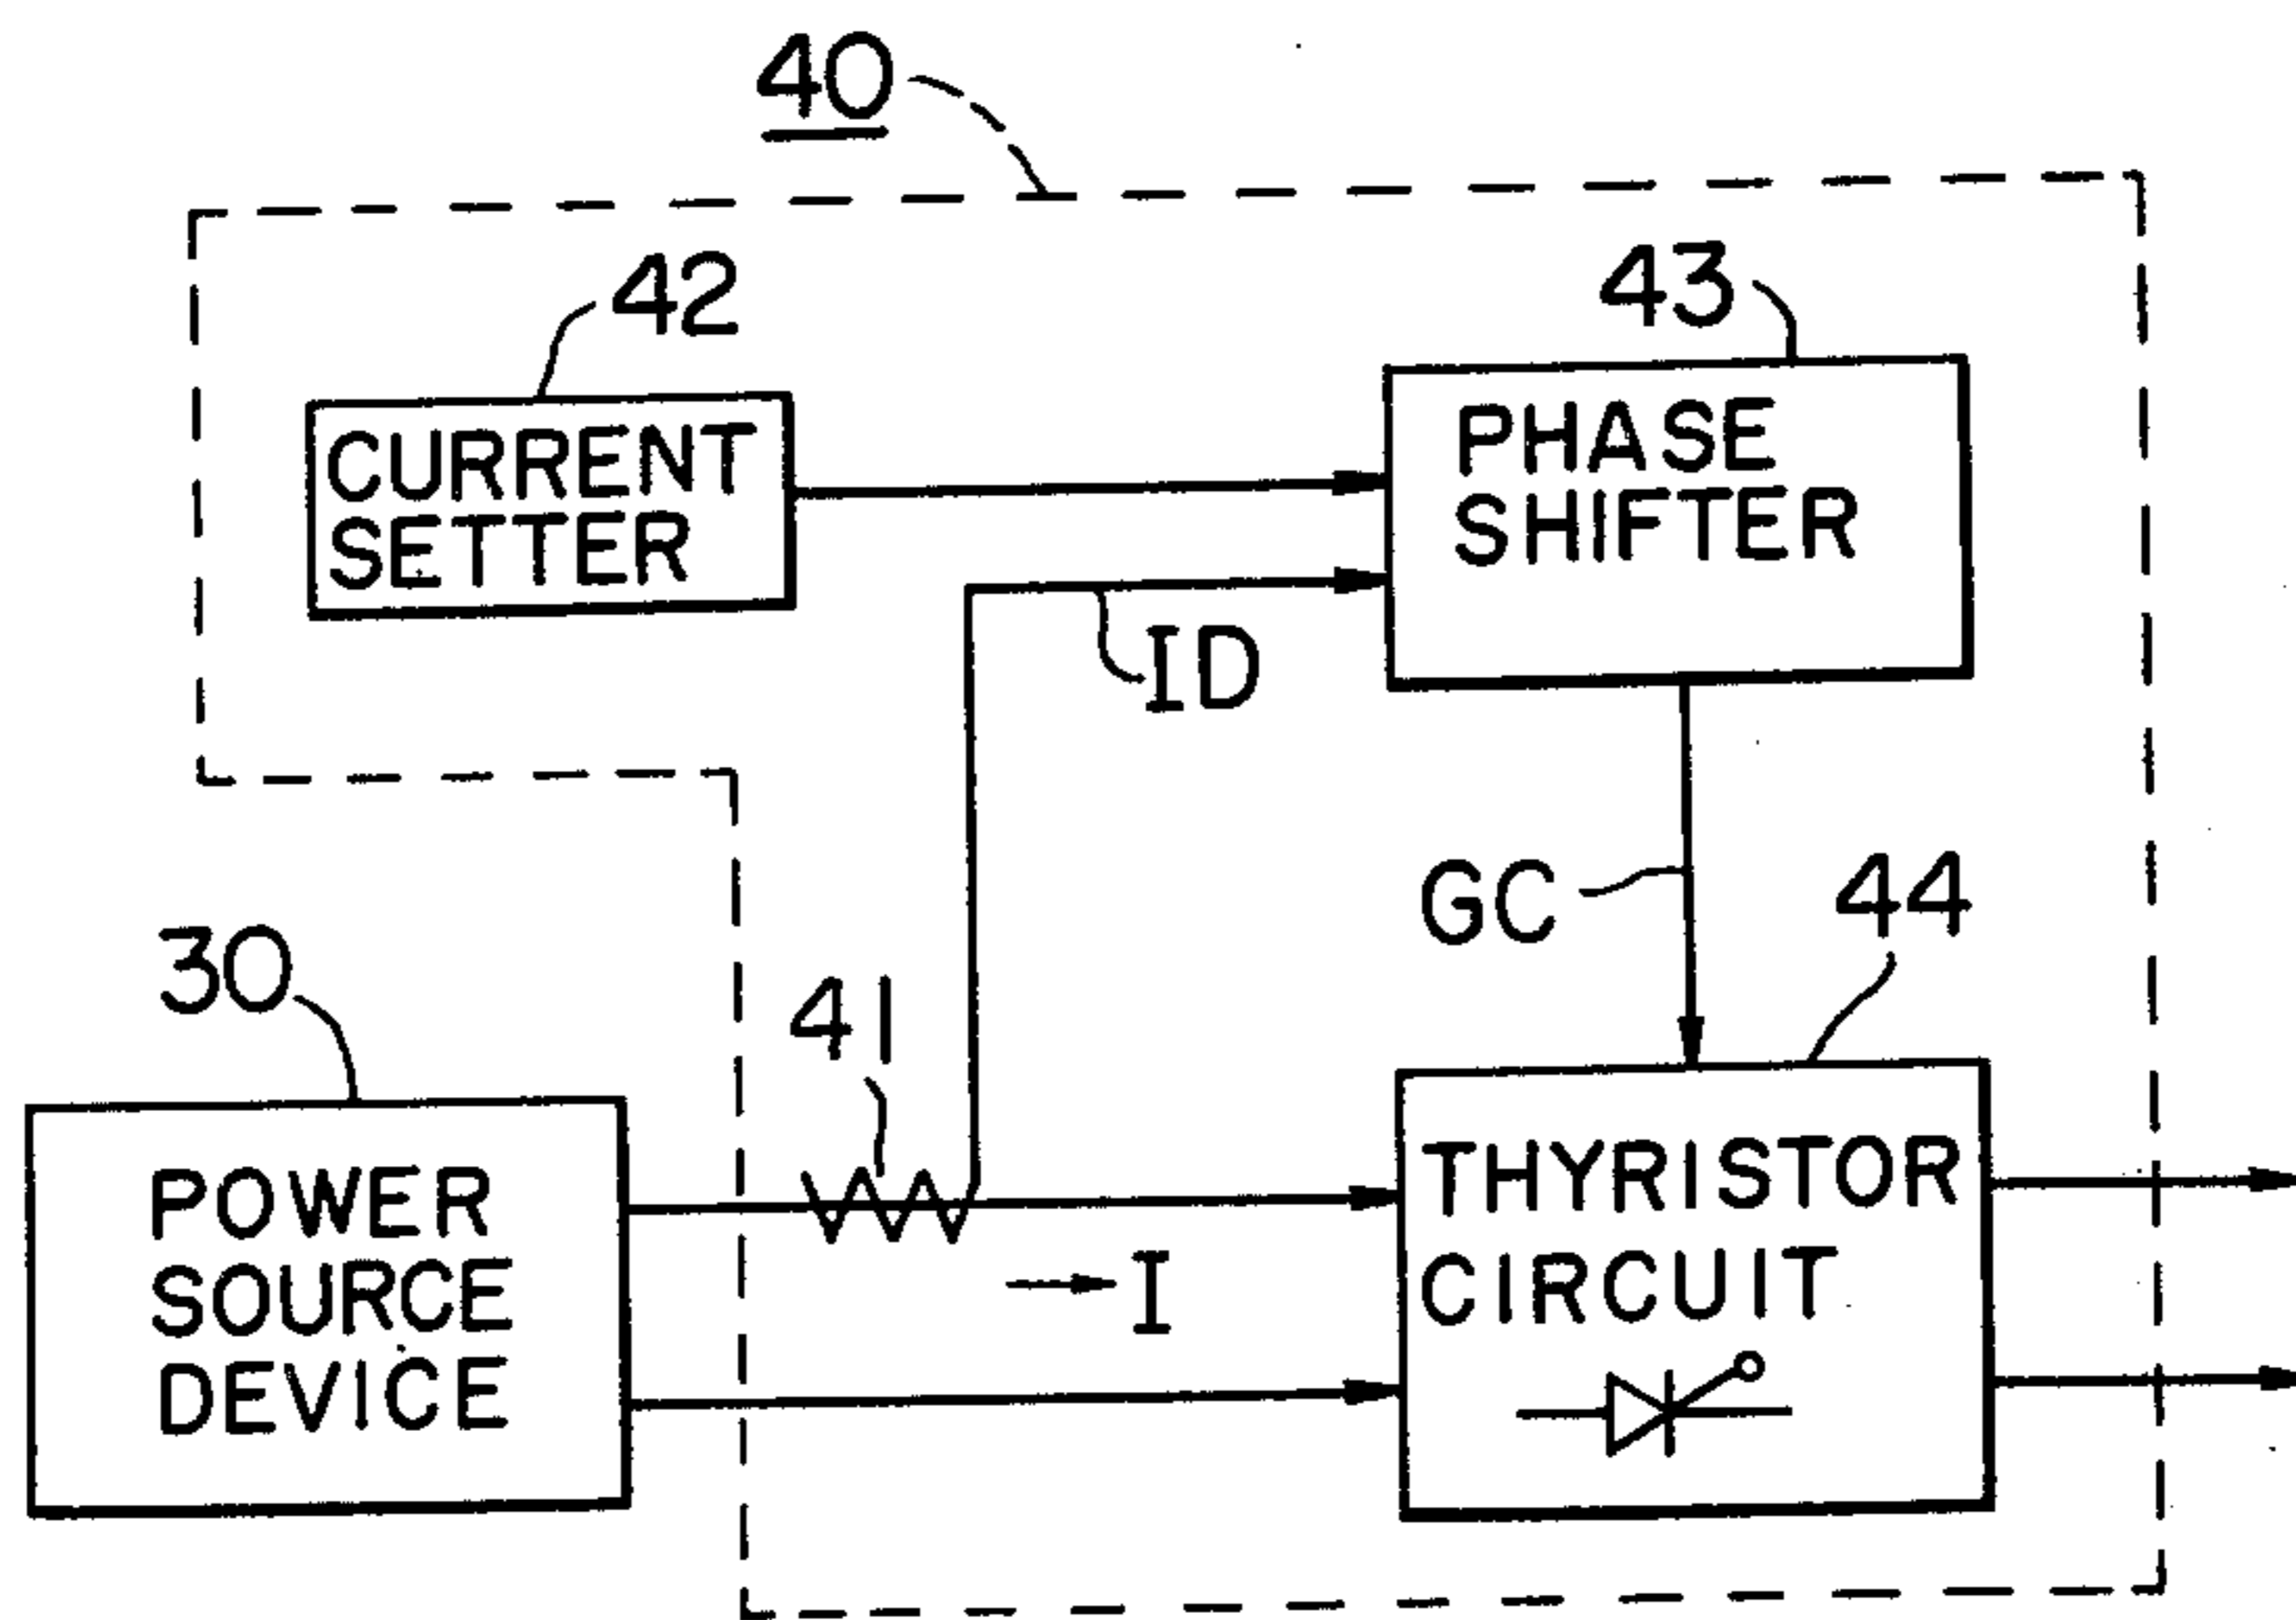 40
42
43
CURRENT
SETTER
PHASE
SHIFTER
ID
GC
44
30
41
POWER
SOURCE
DEVICE
I
THYRISTOR
CIRCUIT